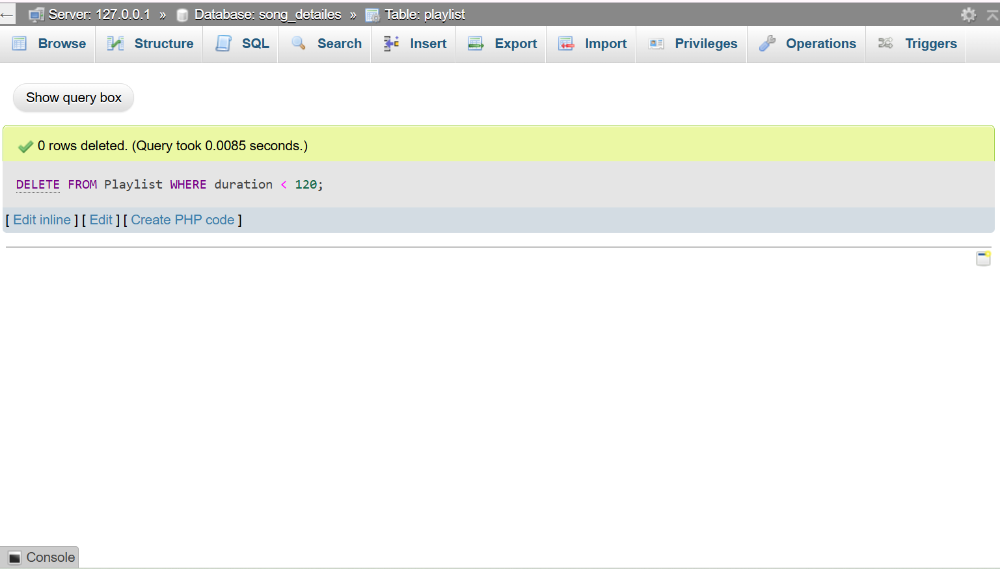 ← Server: 127.0.0.1 » Database: song_detailes » Table: playlist
Browse Structure SQL Search Insert Export Import Privileges Operations Triggers
Show query box
0 rows deleted. (Query took 0.0085 seconds.)
DELETE FROM Playlist WHERE duration < 120;
[ Edit inline ] [ Edit ] [ Create PHP code ]
Console